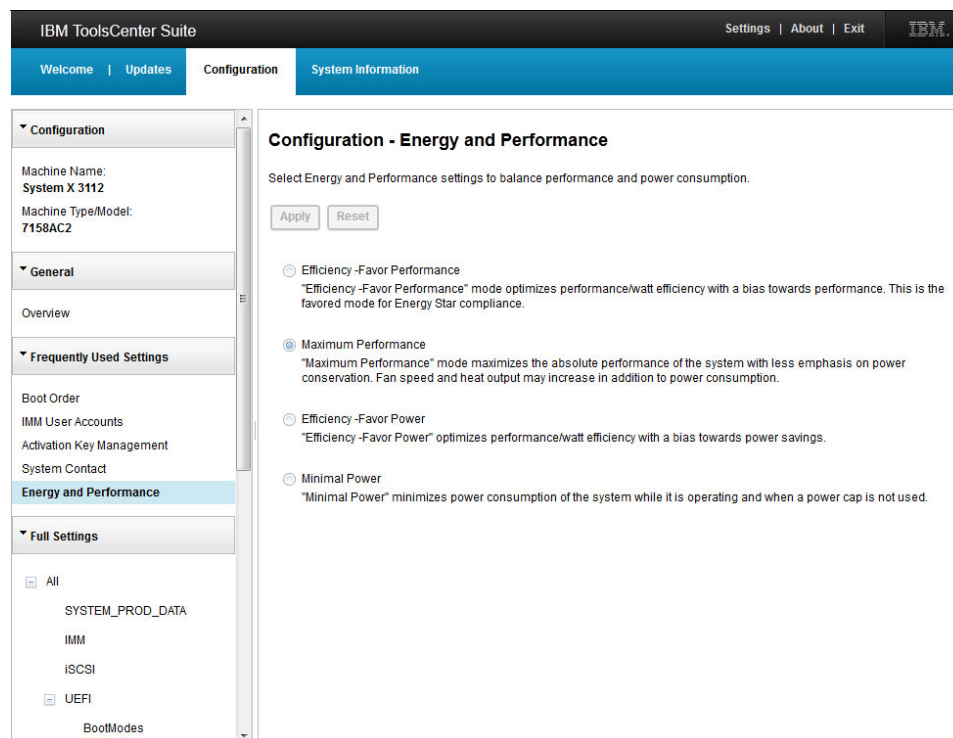 IBM ToolsCenter Suite
Settings | About | Exit
IBM.
Welcome | Updates
Configuration
System Information
Configuration
Machine Name:
System X 3112
Machine Type/Model:
7158AC2
General
Overview
Frequently Used Settings
Boot Order
IMM User Accounts
Activation Key Management
System Contact
Energy and Performance
Full Settings
All
SYSTEM_PROD_DATA
IMM
iSCSI
UEFI
BootModes
Configuration - Energy and Performance
Select Energy and Performance settings to balance performance and power consumption.
Apply
Reset
Efficiency -Favor Performance
"Efficiency -Favor Performance" mode optimizes performance/watt efficiency with a bias towards performance. This is the
favored mode for Energy Star compliance.
Maximum Performance
"Maximum Performance" mode maximizes the absolute performance of the system with less emphasis on power
conservation. Fan speed and heat output may increase in addition to power consumption.
Efficiency -Favor Power
"Efficiency -Favor Power" optimizes performance/watt efficiency with a bias towards power savings.
Minimal Power
"Minimal Power" minimizes power consumption of the system while it is operating and when a power cap is not used.